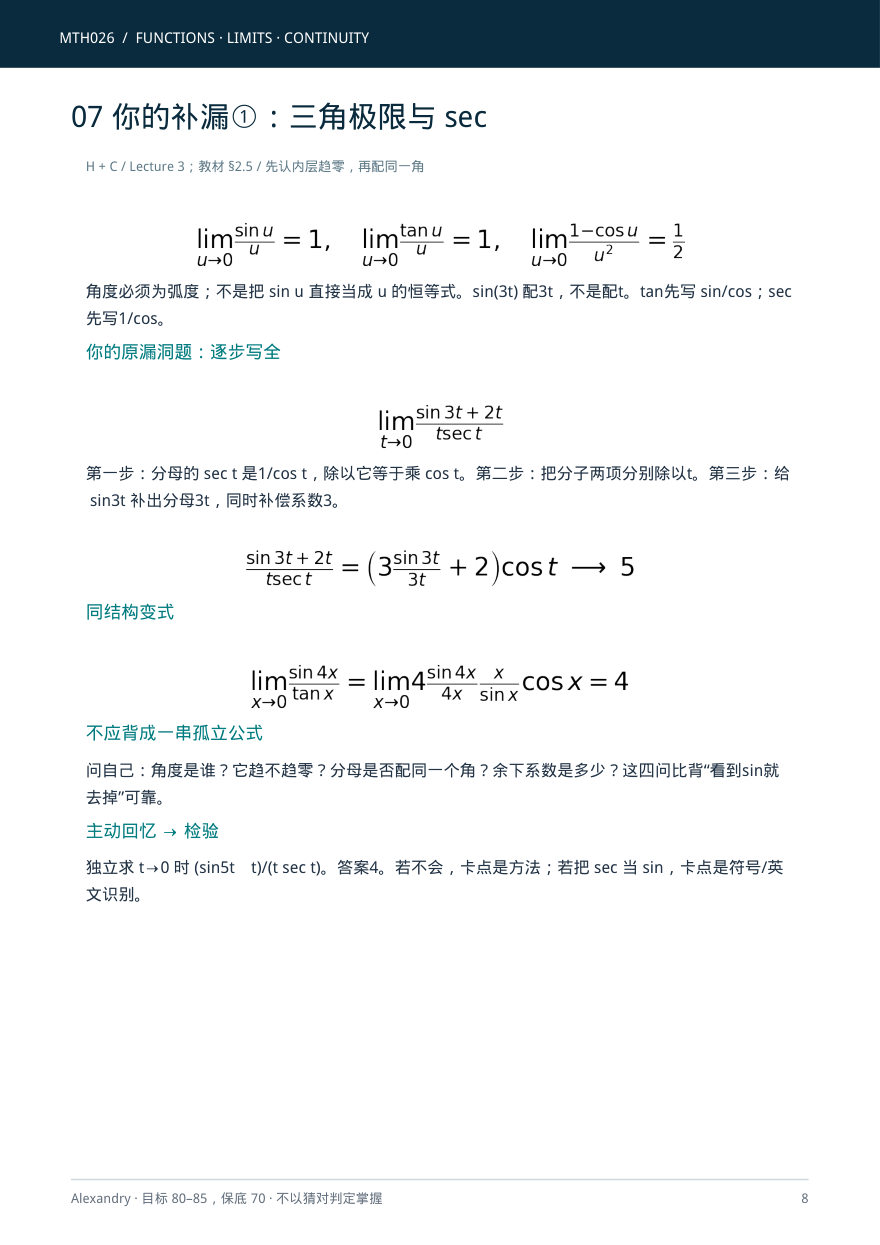 MTH026 / FUNCTIONS · LIMITS · CONTINUITY
07 你的补漏①：三角极限与 sec
H + C / Lecture 3；教材 §2.5 / 先认内层趋零，再配同一角
lim_{u→0} sin u / u = 1, lim_{u→0} tan u / u = 1, lim_{u→0} (1−cos u) / u² = 1/2
角度必须为弧度；不是把 sin u 直接当成 u 的恒等式。sin(3t) 配3t，不是配t。tan先写 sin/cos；sec
先写1/cos。
你的原漏洞题：逐步写全
lim_{t→0} (sin 3t + 2t) / (t sec t)
第一步：分母的 sec t 是1/cos t，除以它等于乘 cos t。第二步：把分子两项分别除以t。第三步：给
sin3t 补出分母3t，同时补偿系数3。
(sin 3t + 2t) / (t sec t) = (3 sin 3t / 3t + 2) cos t ⟶ 5
同结构变式
lim_{x→0} sin 4x / tan x = lim_{x→0} 4 (sin 4x / 4x) (x / sin x) cos x = 4
不应背成一串孤立公式
问自己：角度是谁？它趋不趋零？分母是否配同一个角？余下系数是多少？这四问比背“看到sin就
去掉”可靠。
主动回忆 → 检验
独立求 t→0 时 (sin5t t)/(t sec t)。答案4。若不会，卡点是方法；若把 sec 当 sin，卡点是符号/英
文识别。
Alexandry · 目标 80–85，保底 70 · 不以猜对判定掌握
8